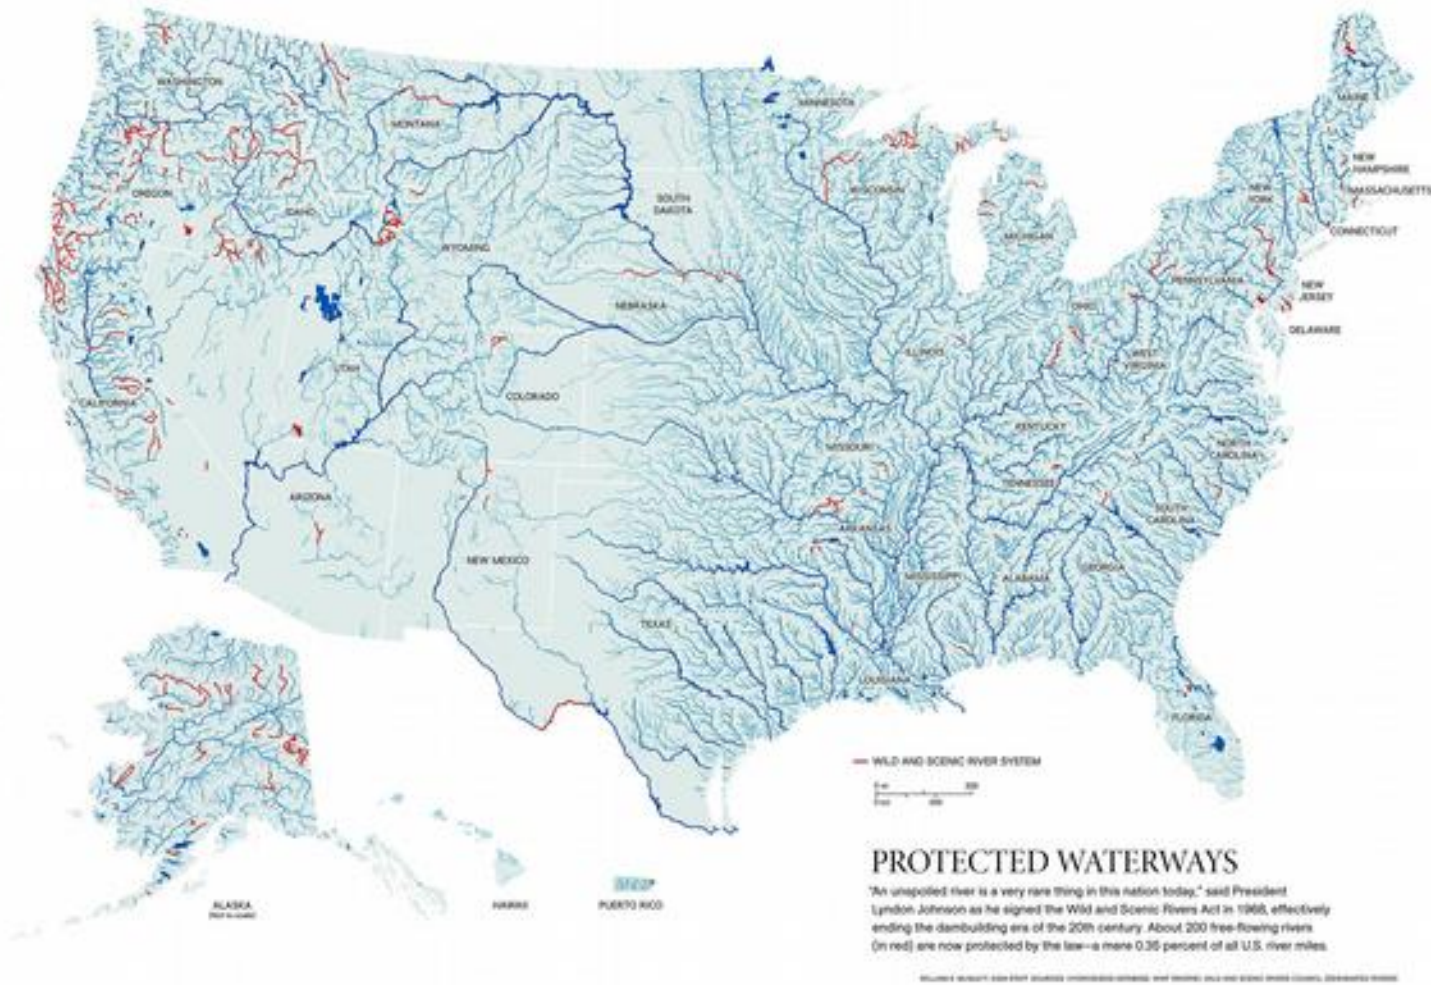 WASHINGTON
MONTANA
MINNESOTA
MAINE
OREGON
IDAHO
SOUTH
DAKOTA
WISCONSIN
NEW
YORK
NEW
HAMPSHIRE
MASSACHUSETTS
WYOMING
MICHIGAN
CONNECTICUT
NEBRASKA
OHIO
PENNSYLVANIA
NEW
JERSEY
DELAWARE
UTAH
COLORADO
ILLINOIS
WEST
VIRGINIA
CALIFORNIA
MISSOURI
KENTUCKY
NORTH
CAROLINA
ARIZONA
TENNESSEE
NEW MEXICO
ARKANSAS
SOUTH
CAROLINA
MISSISSIPPI
ALABAMA
GEORGIA
TEXAS
LOUISIANA
FLORIDA
ALASKA
(Not to scale)
HAWAII
PUERTO RICO
WILD AND SCENIC RIVER SYSTEM
PROTECTED WATERWAYS
"An unspoiled river is a very rare thing in this nation today," said President
Lyndon Johnson as he signed the Wild and Scenic Rivers Act in 1968, effectively
ending the dambuilding era of the 20th century. About 200 free-flowing rivers
(in red) are now protected by the law—a mere 0.35 percent of all U.S. river miles.